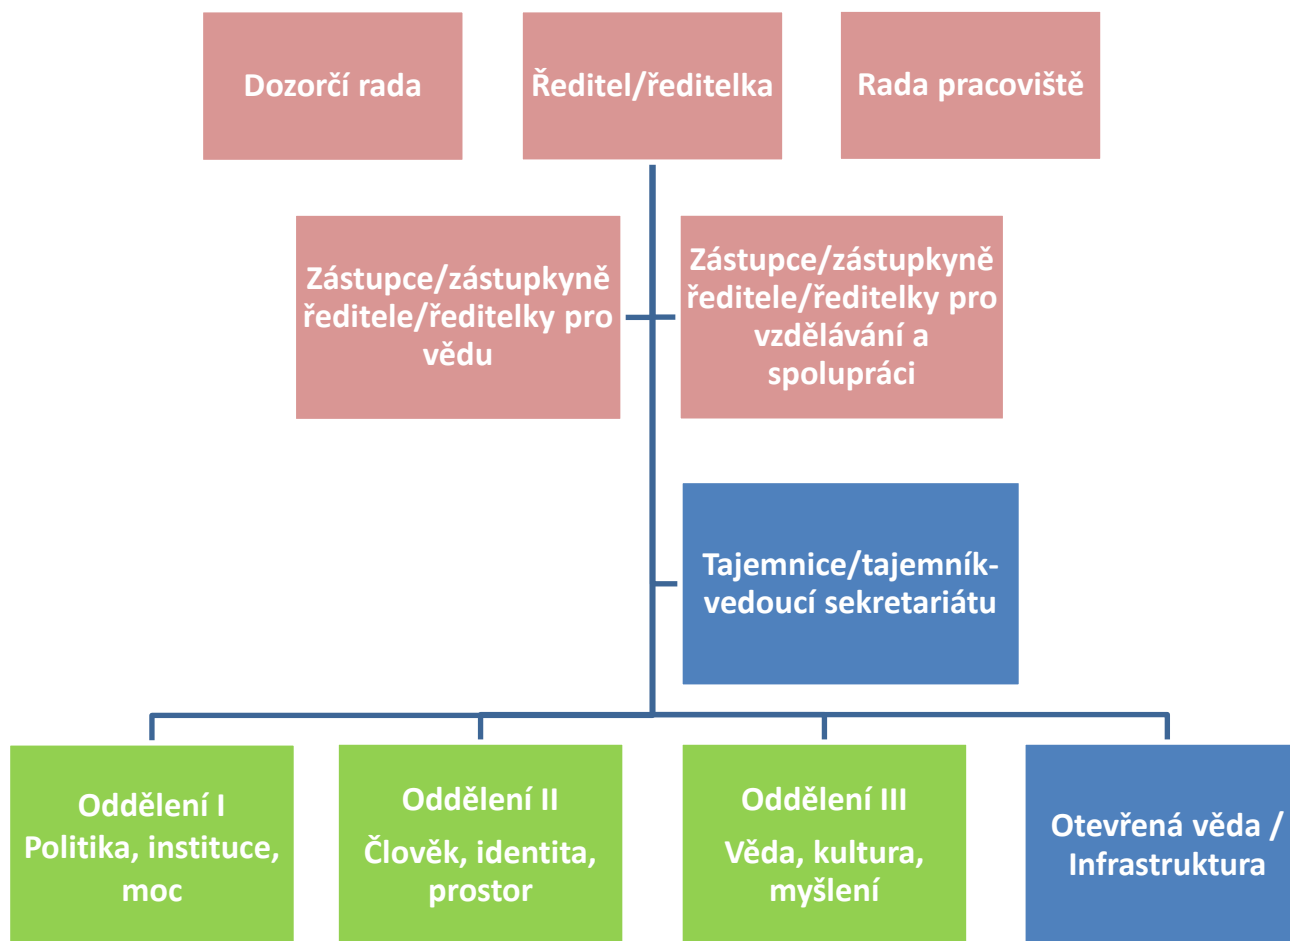 Dozorčí rada
Ředitel/ředitelka
Rada pracoviště
Zástupce/zástupkyně
ředitele/ředitelky pro
vědu
Zástupce/zástupkyně
ředitele/ředitelky pro
vzdělávání a
spolupráci
Tajemnice/tajemník-
vedoucí sekretariátu
Oddělení I
Politika, instituce,
moc
Oddělení II
Člověk, identita,
prostor
Oddělení III
Věda, kultura,
myšlení
Otevřená věda /
Infrastruktura